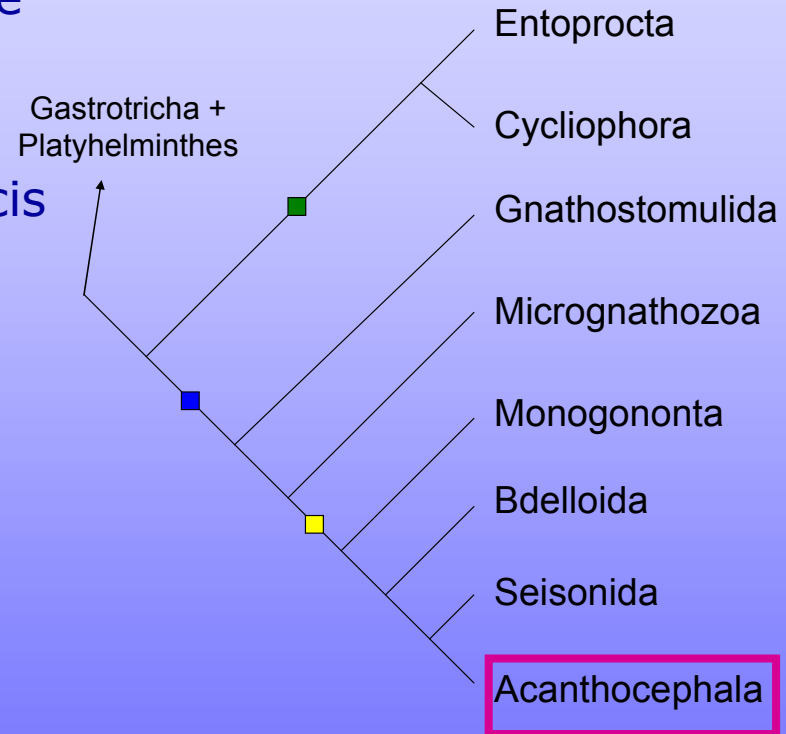 Entoprocta
Gastrotricha +
Platyhelminthes
Cycliophora
Gnathostomulida
Micrognathozoa
Monogononta
Bdelloida
Seisonida
Acanthocephala